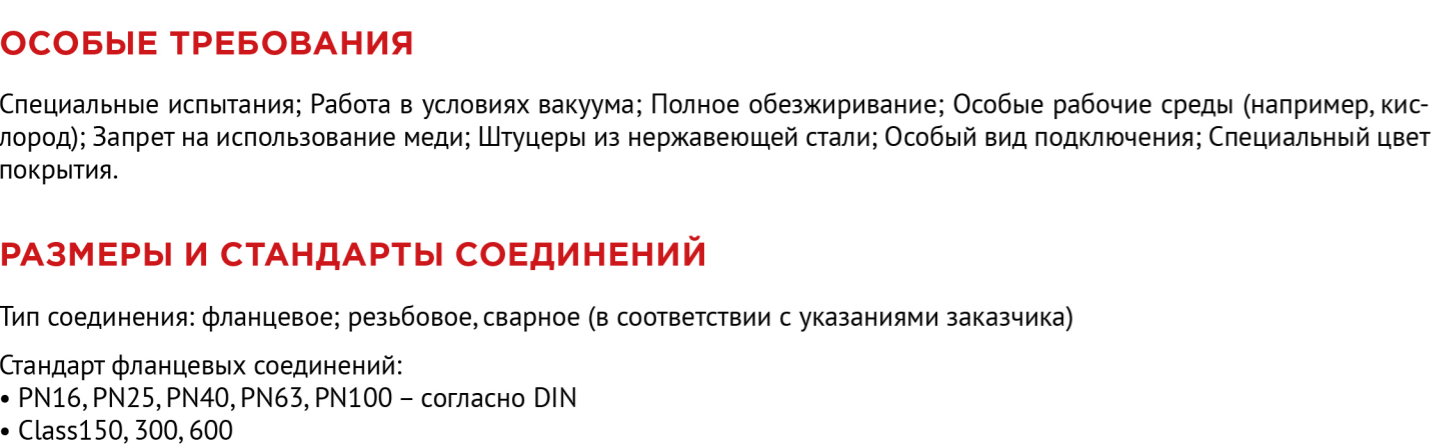 ОСОБЫЕ ТРЕБОВАНИЯ
Специальные испытания; Работа в условиях вакуума; Полное обезжиривание; Особые рабочие среды (например, кис-
лород); Запрет на использование меди; Штуцеры из нержавеющей стали; Особый вид подключения; Специальный цвет
покрытия.
РАЗМЕРЫ И СТАНДАРТЫ СОЕДИНЕНИЙ
Тип соединения: фланцевое; резьбовое, сварное (в соответствии с указаниями заказчика)
Стандарт фланцевых соединений:
• PN16, PN25, PN40, PN63, PN100 – согласно DIN
• Class150, 300, 600